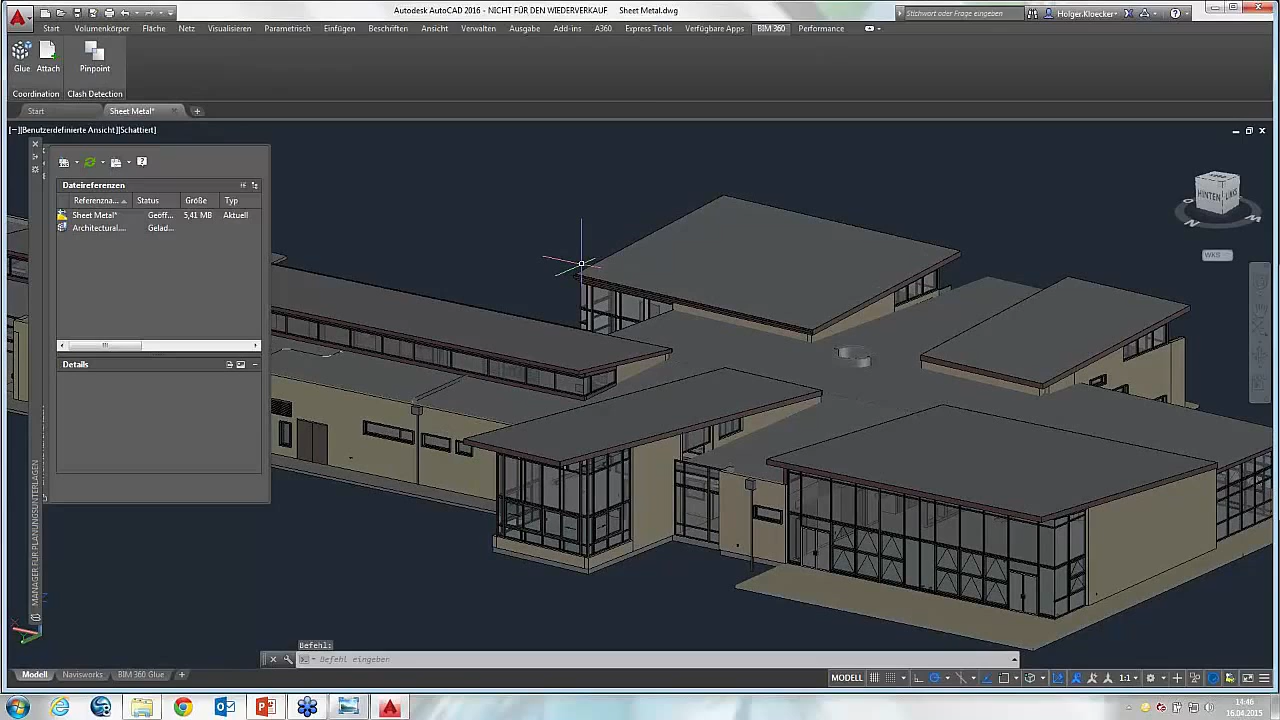 Autodesk AutoCAD 2016 - NICHT FÜR DEN WIEDERVERKAUF Sheet Metal.dwg
Stichwort oder Frage eingeben
Holger.Kloecker
Start Volumenkörper Fläche Netz Visualisieren Parametrisch Einfügen Beschriften Ansicht Verwalten Ausgabe Add-ins A360 Express Tools Verfügbare Apps BIM 360 Performance
Glue Attach Pinpoint
Coordination Clash Detection
Start Sheet Metal*
[−][Benutzerdefinierte Ansicht][Schattiert]
Dateireferenzen
Referenzna... Status Größe Typ
Sheet Metal* Geöff... 5,41 MB Aktuell
Architectural.... Gelad...
Details
MANAGER FÜR PLANUNGSUNTERLAGEN
HINTEN LINKS
N W
WKS
Befehl:
Befehl eingeben
Modell Navisworks BIM 360 Glue
MODELL 1:1
14:46
16.04.2015